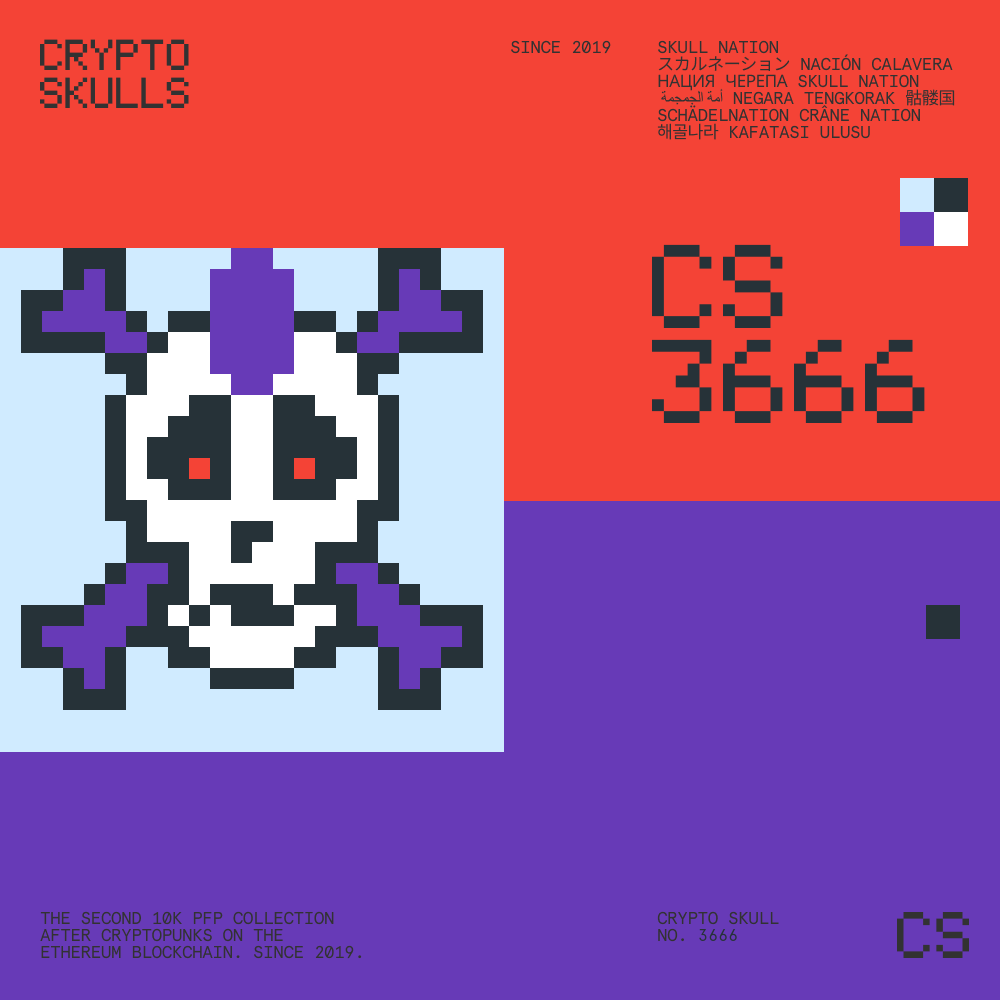 CRYPTO
SKULLS
SINCE 2019
SKULL NATION
スカルネーション NACIÓN CALAVERA
НАЦИЯ ЧЕРЕПА SKULL NATION
أمة الجمجمة NEGARA TENGKORAK 骷髅国
SCHÄDELNATION CRÂNE NATION
해골나라 KAFATASI ULUSU
CS
3666
THE SECOND 10K PFP COLLECTION
AFTER CRYPTOPUNKS ON THE
ETHEREUM BLOCKCHAIN. SINCE 2019.
CRYPTO SKULL
NO. 3666
CS